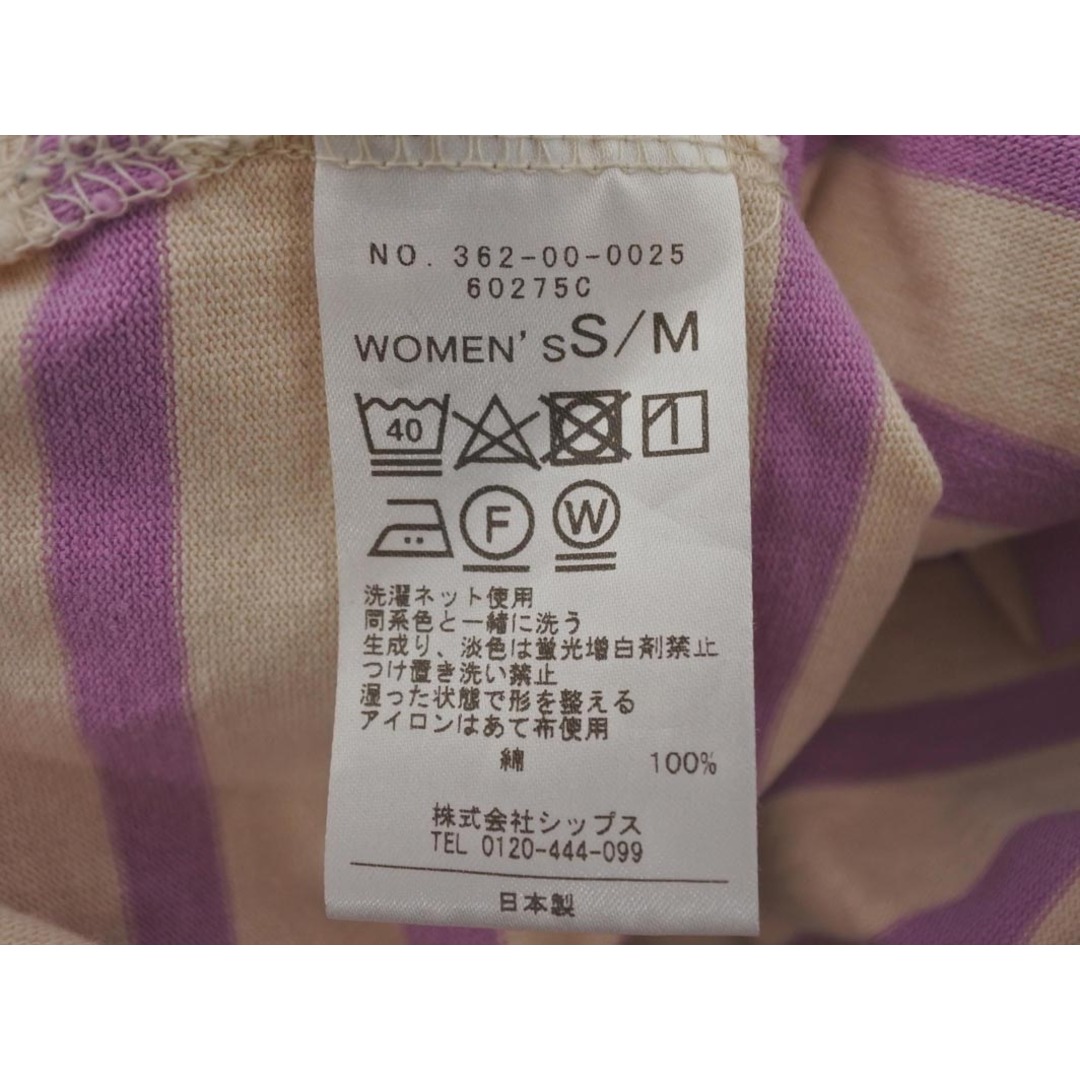 NO. 362-00-0025
60275C
WOMEN'S S/M
40
F W
洗濯ネット使用
同系色と一緒に洗う
生成り、淡色は蛍光増白剤禁止
つけ置き洗い禁止
湿った状態で形を整える
アイロンはあて布使用
綿 100%
株式会社シップス
TEL 0120-444-099
日本製